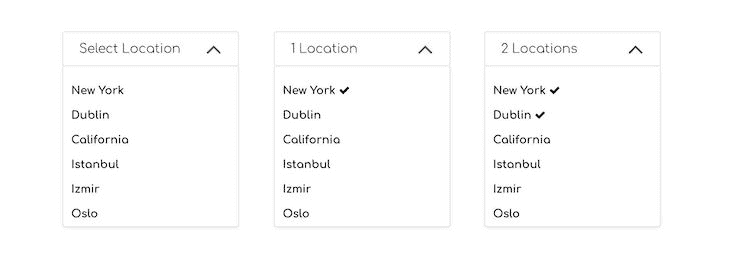 Select Location
New York
Dublin
California
Istanbul
Izmir
Oslo
1 Location
New York
Dublin
California
Istanbul
Izmir
Oslo
2 Locations
New York
Dublin
California
Istanbul
Izmir
Oslo